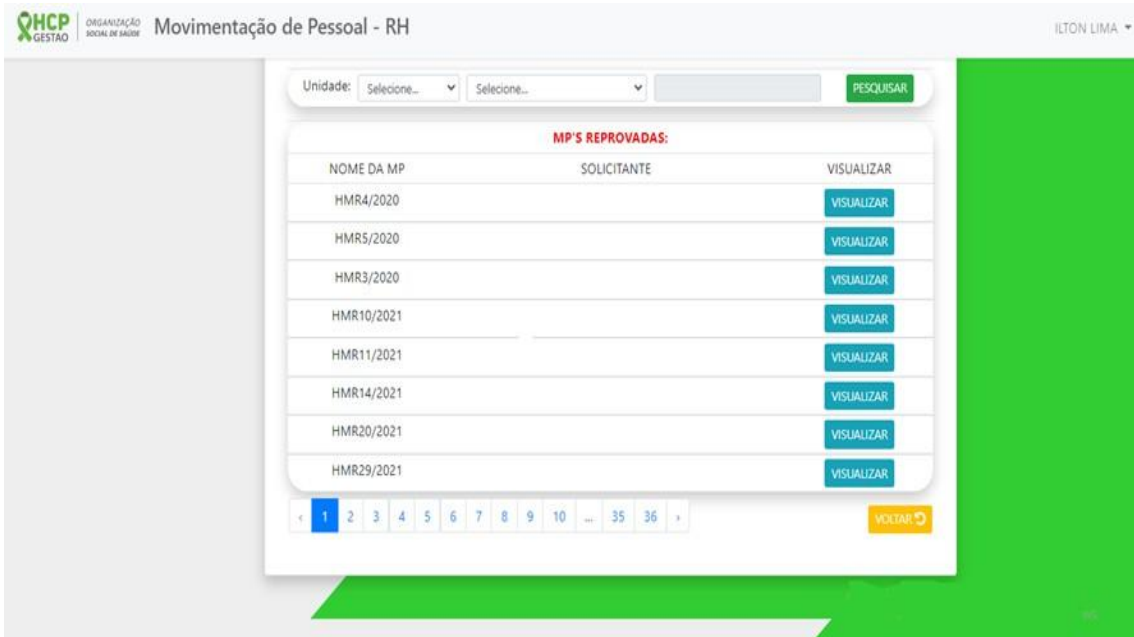 HCP GESTÃO ORGANIZAÇÃO SOCIAL DE SAÚDE Movimentação de Pessoal - RH ILTON LIMA
Unidade: Selecione... Selecione... PESQUISAR
MP'S REPROVADAS:
NOME DA MP SOLICITANTE VISUALIZAR
HMR4/2020 VISUALIZAR
HMR5/2020 VISUALIZAR
HMR3/2020 VISUALIZAR
HMR10/2021 VISUALIZAR
HMR11/2021 VISUALIZAR
HMR14/2021 VISUALIZAR
HMR20/2021 VISUALIZAR
HMR29/2021 VISUALIZAR
‹ 1 2 3 4 5 6 7 8 9 10 ... 35 36 › VOLTAR